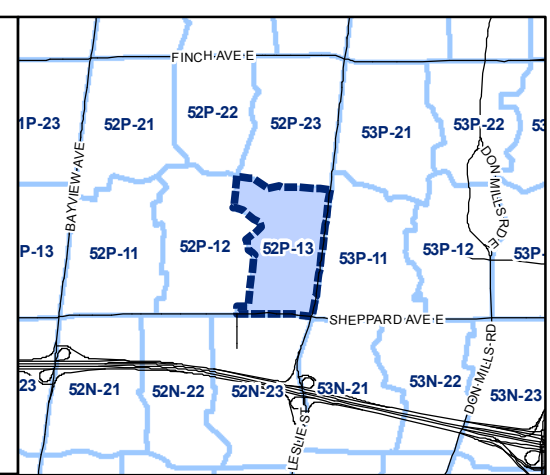 FINCH AVE E
1P-23
52P-21
52P-22
52P-23
53P-21
53P-22
53
BAYVIEW AVE
DON MILLS RD E
P-13
52P-11
52P-12
52P-13
53P-11
53P-12
53P-
SHEPPARD AVE E
23
52N-21
52N-22
52N-23
53N-21
53N-22
53N-23
LESLIE ST
DON MILLS RD